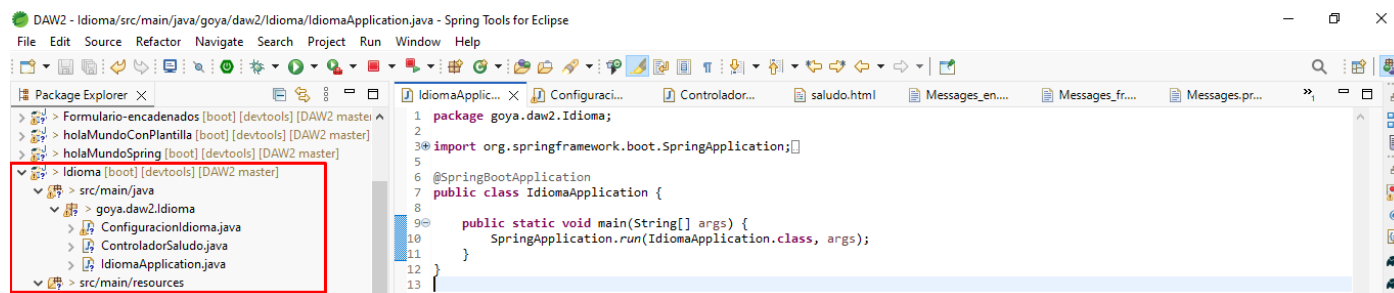 DAW2 - Idioma/src/main/java/goya/daw2/Idioma/IdiomaApplication.java - Spring Tools for Eclipse
File Edit Source Refactor Navigate Search Project Run Window Help
Package Explorer
IdiomaApplic... Configuraci... Controlador... saludo.html Messages_en.... Messages_fr.... Messages.pr... »1
> Formulario-encadenados [boot] [devtools] [DAW2 master
> holaMundoConPlantilla [boot] [devtools] [DAW2 master]
> holaMundoSpring [boot] [devtools] [DAW2 master]
> Idioma [boot] [devtools] [DAW2 master]
> src/main/java
> goya.daw2.Idioma
ConfiguracionIdioma.java
ControladorSaludo.java
IdiomaApplication.java
> src/main/resources
1 package goya.daw2.Idioma;
2
3 import org.springframework.boot.SpringApplication;
5
6 @SpringBootApplication
7 public class IdiomaApplication {
8
9 public static void main(String[] args) {
10 SpringApplication.run(IdiomaApplication.class, args);
11 }
12 }
13